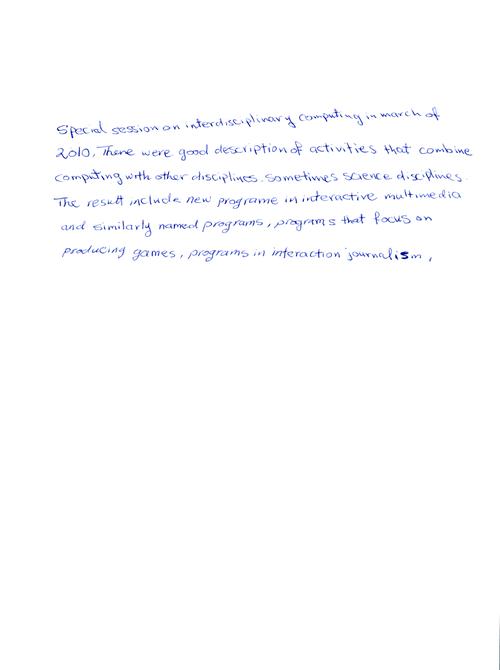 Special session on interdisciplinary computing in march of
2010. There were good description of activities that combine
computing with other disciplines. sometimes science disciplines.
The result include new programe in interactive multimedia
and similarly named programs, programs that focus on
producing games, programs in interaction journalism,